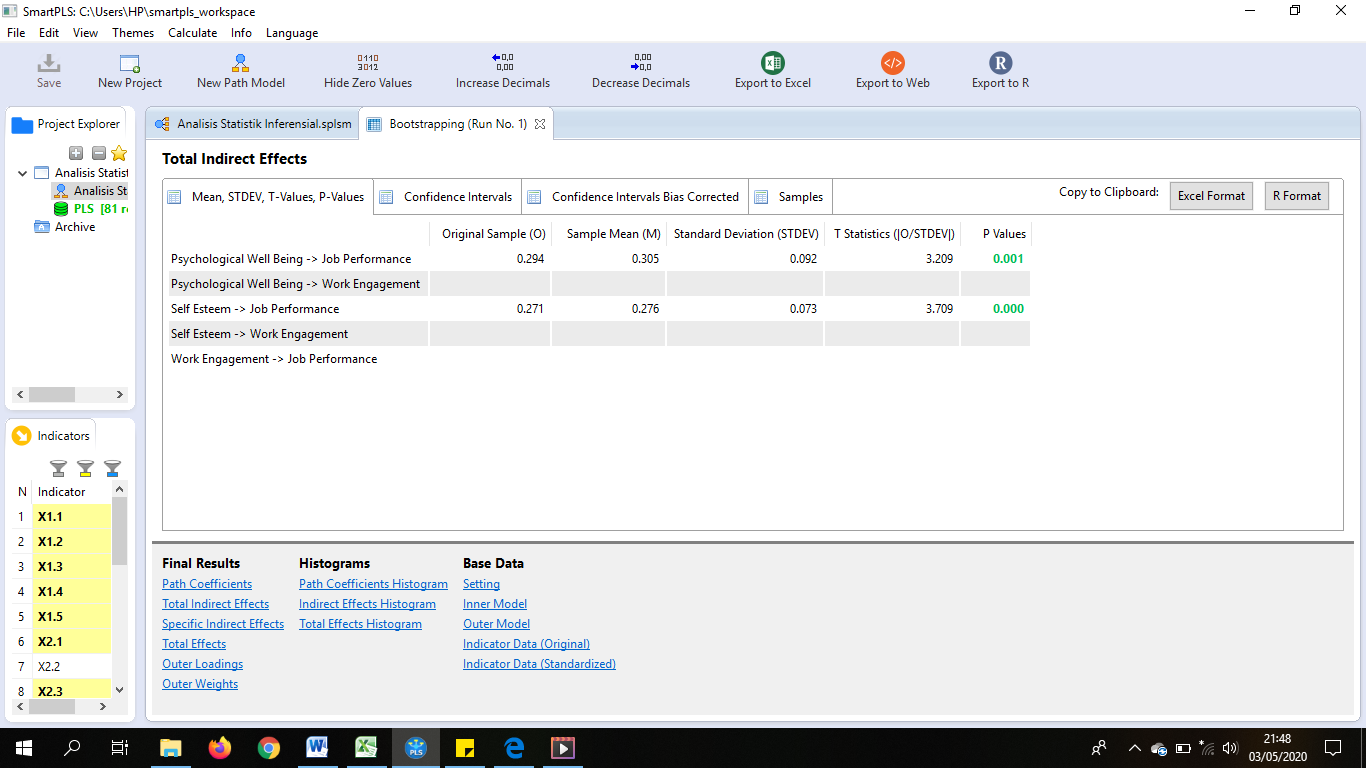 SmartPLS: C:\Users\HP\smartpls_workspace
File Edit View Themes Calculate Info Language
Save New Project New Path Model Hide Zero Values Increase Decimals Decrease Decimals Export to Excel Export to Web Export to R
Project Explorer
Analisis Statist
Analisis St
PLS [81 re
Archive
Indicators
N Indicator
1 X1.1
2 X1.2
3 X1.3
4 X1.4
5 X1.5
6 X2.1
7 X2.2
8 X2.3
Analisis Statistik Inferensial.splsm Bootstrapping (Run No. 1)
Total Indirect Effects
Mean, STDEV, T-Values, P-Values Confidence Intervals Confidence Intervals Bias Corrected Samples Copy to Clipboard: Excel Format R Format
Original Sample (O) Sample Mean (M) Standard Deviation (STDEV) T Statistics (|O/STDEV|) P Values
Psychological Well Being -> Job Performance 0.294 0.305 0.092 3.209 0.001
Psychological Well Being -> Work Engagement
Self Esteem -> Job Performance 0.271 0.276 0.073 3.709 0.000
Self Esteem -> Work Engagement
Work Engagement -> Job Performance
Final Results Histograms Base Data
Path Coefficients Path Coefficients Histogram Setting
Total Indirect Effects Indirect Effects Histogram Inner Model
Specific Indirect Effects Total Effects Histogram Outer Model
Total Effects Indicator Data (Original)
Outer Loadings Indicator Data (Standardized)
Outer Weights
21:48
03/05/2020